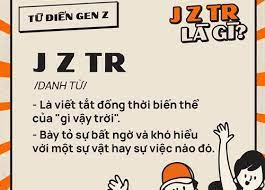 TỪ ĐIỂN GEN Z
J Z TR
LÀ GÌ?
J Z TR
/DANH TỪ/
- Là viết tắt đồng thời biến thể
của "gì vậy trời".
- Bày tỏ sự bất ngờ và khó hiểu
với một sự vật hay sự việc nào đó.